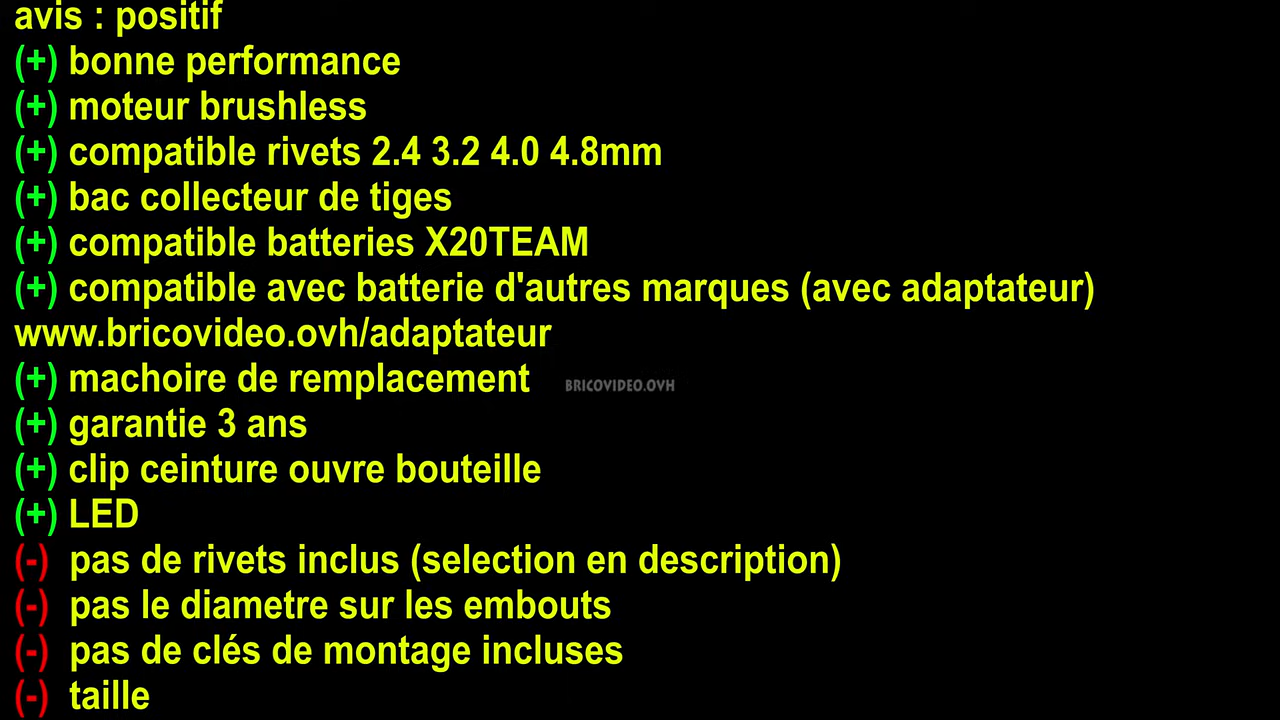 avis : positif
(+) bonne performance
(+) moteur brushless
(+) compatible rivets 2.4 3.2 4.0 4.8mm
(+) bac collecteur de tiges
(+) compatible batteries X20TEAM
(+) compatible avec batterie d'autres marques (avec adaptateur)
www.bricovideo.ovh/adaptateur
(+) machoire de remplacement
BRICOVIDEO.OVH
(+) garantie 3 ans
(+) clip ceinture ouvre bouteille
(+) LED
(-) pas de rivets inclus (selection en description)
(-) pas le diametre sur les embouts
(-) pas de clés de montage incluses
(-) taille